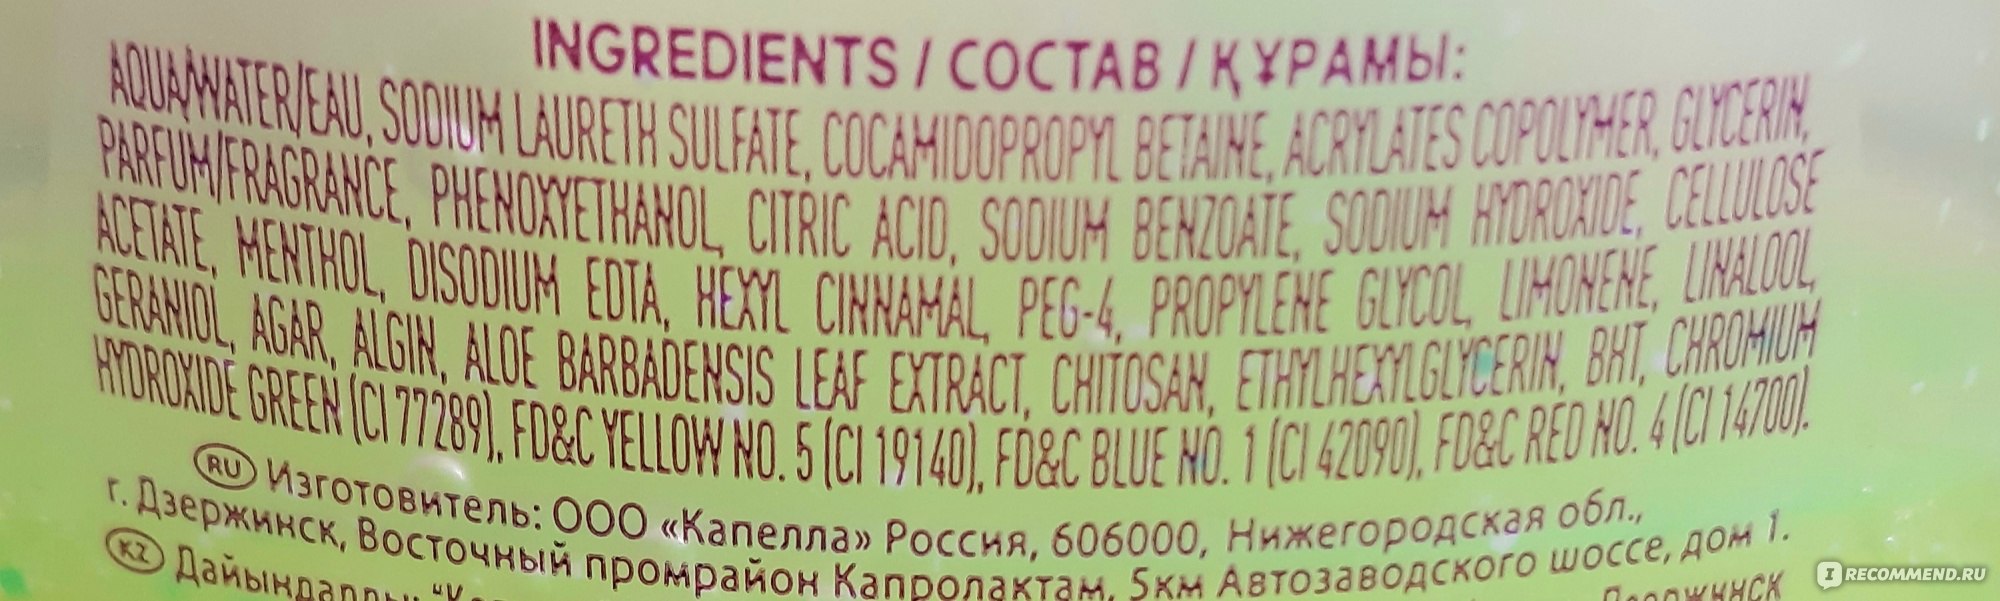 INGREDIENTS / СОСТАВ / ҚҰРАМЫ:
AQUA/WATER/EAU, SODIUM LAURETH SULFATE, COCAMIDOPROPYL BETAINE, ACRYLATES COPOLYMER, GLYCERIN,
PARFUM/FRAGRANCE, PHENOXYETHANOL, CITRIC ACID, SODIUM BENZOATE, SODIUM HYDROXIDE, CELLULOSE
ACETATE, MENTHOL, DISODIUM EDTA, HEXYL CINNAMAL, PEG-4, PROPYLENE GLYCOL, LIMONENE, LINALOOL,
GERANIOL, AGAR, ALGIN, ALOE BARBADENSIS LEAF EXTRACT, CHITOSAN, ETHYLHEXYLGLYCERIN, BHT, CHROMIUM
HYDROXIDE GREEN (CI 77289), FD&C YELLOW NO. 5 (CI 19140), FD&C BLUE NO. 1 (CI 42090), FD&C RED NO. 4 (CI 14700).
RU Изготовитель: ООО «Капелла» Россия, 606000, Нижегородская обл.,
г. Дзержинск, Восточный промрайон Капролактам, 5км Автозаводского шоссе, дом 1.
KZ
IRECOMMEND.RU